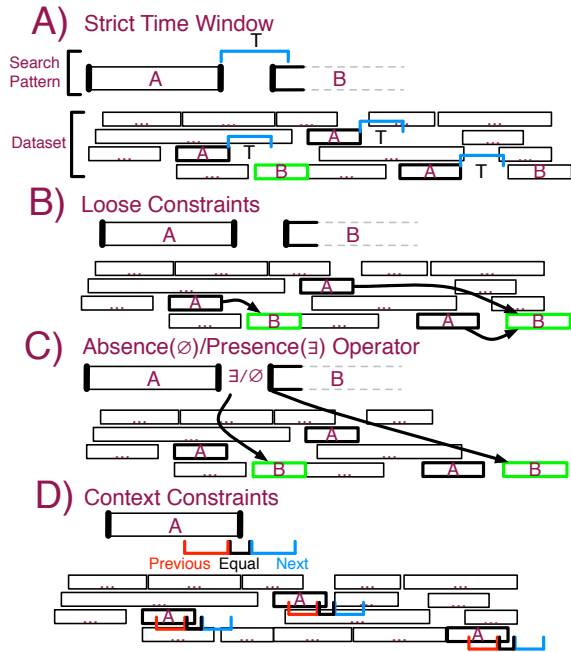 A) Strict Time Window
T
Search
Pattern
A
B
Dataset
... ... ... ...
... A T ...
... A T ... A T B
... B ...
B) Loose Constraints
A
B
... ... ... ... ...
... A ...
... A ... ...
... B ... A B
C) Absence(∅)/Presence(∃) Operator
A ∃/∅ B
... ... ... ...
... A
... A ...
... B ... A B
D) Context Constraints
A
Previous Equal Next
... ... ... ... ...
... A ...
... A ... ...
... ... ... ... A